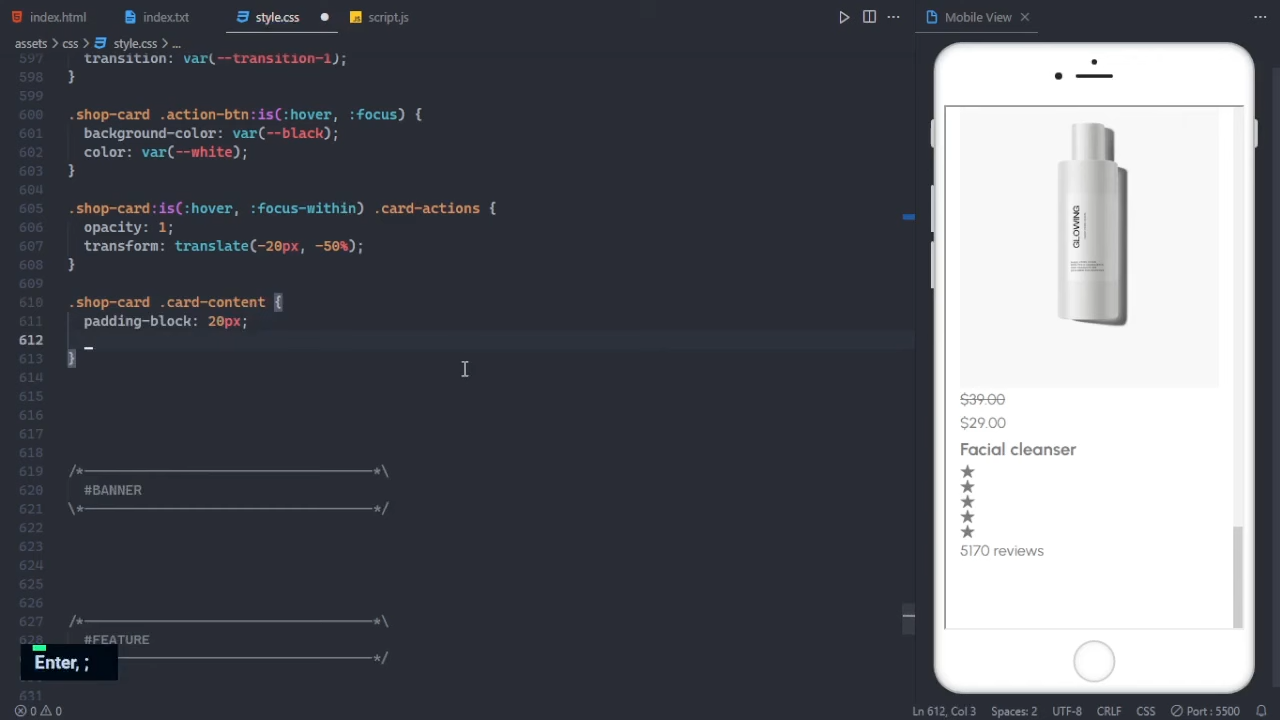 index.html
index.txt
style.css
script.js
Mobile View
assets > css > style.css > ...
597 transition: var(--transition-1);
598 }
599
600 .shop-card .action-btn:is(:hover, :focus) {
601 background-color: var(--black);
602 color: var(--white);
603 }
604
605 .shop-card:is(:hover, :focus-within) .card-actions {
606 opacity: 1;
607 transform: translate(-20px, -50%);
608 }
609
610 .shop-card .card-content {
611 padding-block: 20px;
612
613 }
614
615
616
617
618
619 /*-----------------------------------*\
620 #BANNER
621 \*-----------------------------------*/
622
623
624
625
626
627 /*-----------------------------------*\
628 #FEATURE
\*-----------------------------------*/
631
Enter, ;
GLOWING
$39.00
$29.00
Facial cleanser
★
★
★
★
★
5170 reviews
0 0
Ln 612, Col 3
Spaces: 2
UTF-8
CRLF
CSS
Port : 5500